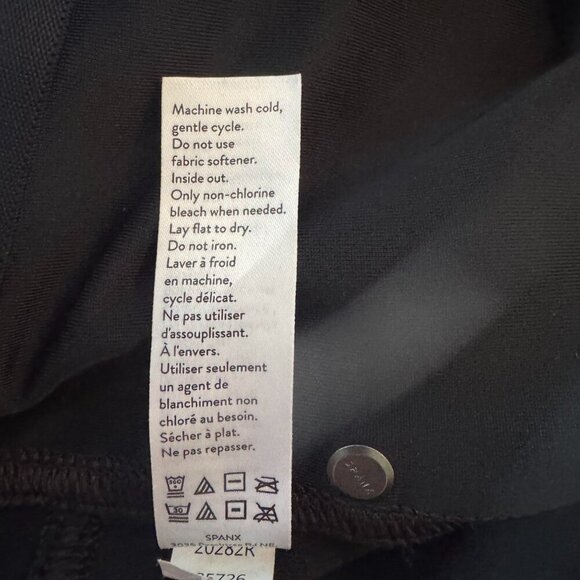 Machine wash cold,
gentle cycle.
Do not use
fabric softener.
Inside out.
Only non-chlorine
bleach when needed.
Lay flat to dry.
Do not iron.
Laver à froid
en machine,
cycle délicat.
Ne pas utiliser
d'assouplissant.
À l'envers.
Utiliser seulement
un agent de
blanchiment non
chloré au besoin.
Sécher à plat.
Ne pas repasser.
30
SPANX
20282R
SPANX